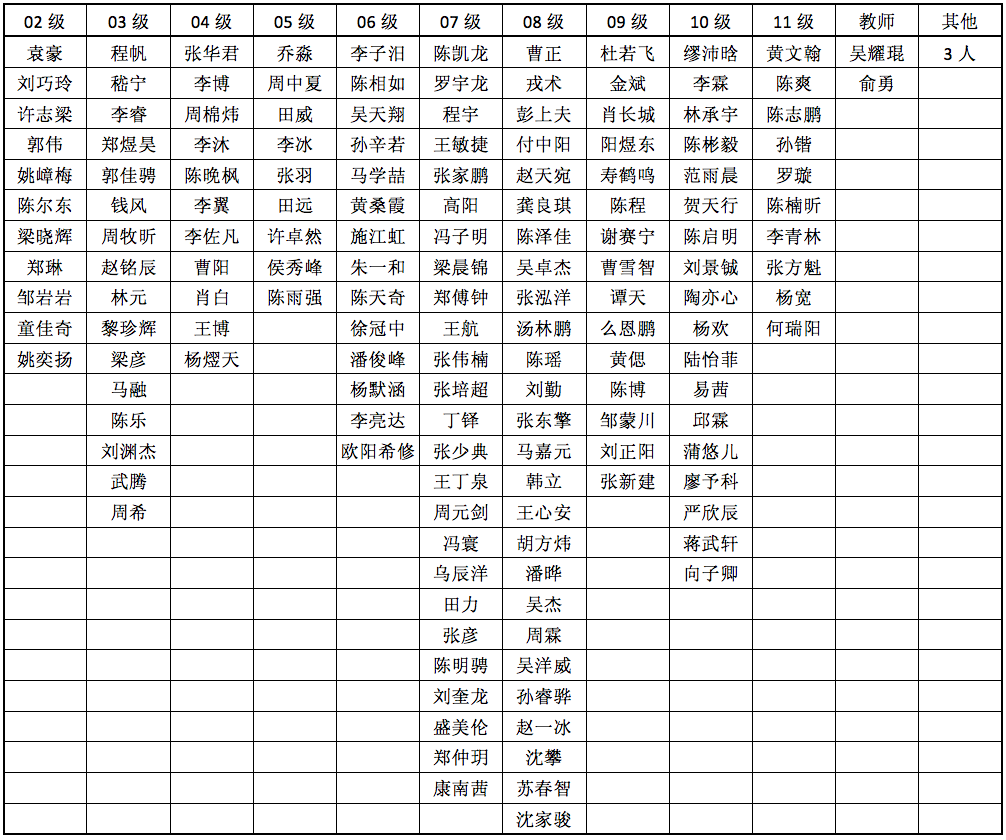 02 级 03 级 04 级 05 级 06 级 07 级 08 级 09 级 10 级 11 级 教师 其他
袁豪 程帆 张华君 乔淼 李子汨 陈凯龙 曹正 杜若飞 缪沛晗 黄文翰 吴耀琨 3 人
刘巧玲 嵇宁 李博 周中夏 陈相如 罗宇龙 戎术 金斌 李霖 陈爽 俞勇
许志梁 李睿 周棉炜 田威 吴天翔 程宇 彭上夫 肖长城 林承宇 陈志鹏
郭伟 郑煜昊 李沐 李冰 孙辛若 王敏捷 付中阳 阳煜东 陈彬毅 孙锴
姚嶂梅 郭佳骋 陈晚枫 张羽 马学喆 张家鹏 赵天宛 寿鹤鸣 范雨晨 罗璇
陈尔东 钱风 李翼 田远 黄桑霞 高阳 龚良琪 陈程 贺天行 陈楠昕
梁晓辉 周牧昕 李佐凡 许卓然 施江虹 冯子明 陈泽佳 谢赛宁 陈启明 李青林
郑琳 赵铭辰 曹阳 侯秀峰 朱一和 梁晨锦 吴卓杰 曹雪智 刘景铖 张方魁
邹岩岩 林元 肖白 陈雨强 陈天奇 郑傅钟 张泓洋 谭天 陶亦心 杨宽
童佳奇 黎珍辉 王博 徐冠中 王航 汤林鹏 么恩鹏 杨欢 何瑞阳
姚奕扬 梁彦 杨熤天 潘俊峰 张伟楠 陈瑶 黄偲 陆怡菲
马融 杨默涵 张培超 刘勤 陈博 易茜
陈乐 李亮达 丁铎 张东擎 邹蒙川 邱霖
刘渊杰 欧阳希修 张少典 马嘉元 刘正阳 蒲悠儿
武腾 王丁泉 韩立 张新建 廖予科
周希 周元剑 王心安 严欣辰
冯寰 胡方炜 蒋武轩
乌辰洋 潘晔 向子卿
田力 吴杰
张彦 周霖
陈明骋 吴洋威
刘奎龙 孙睿骅
盛美伦 赵一冰
郑仲玥 沈攀
康南茜 苏春智
沈家骏